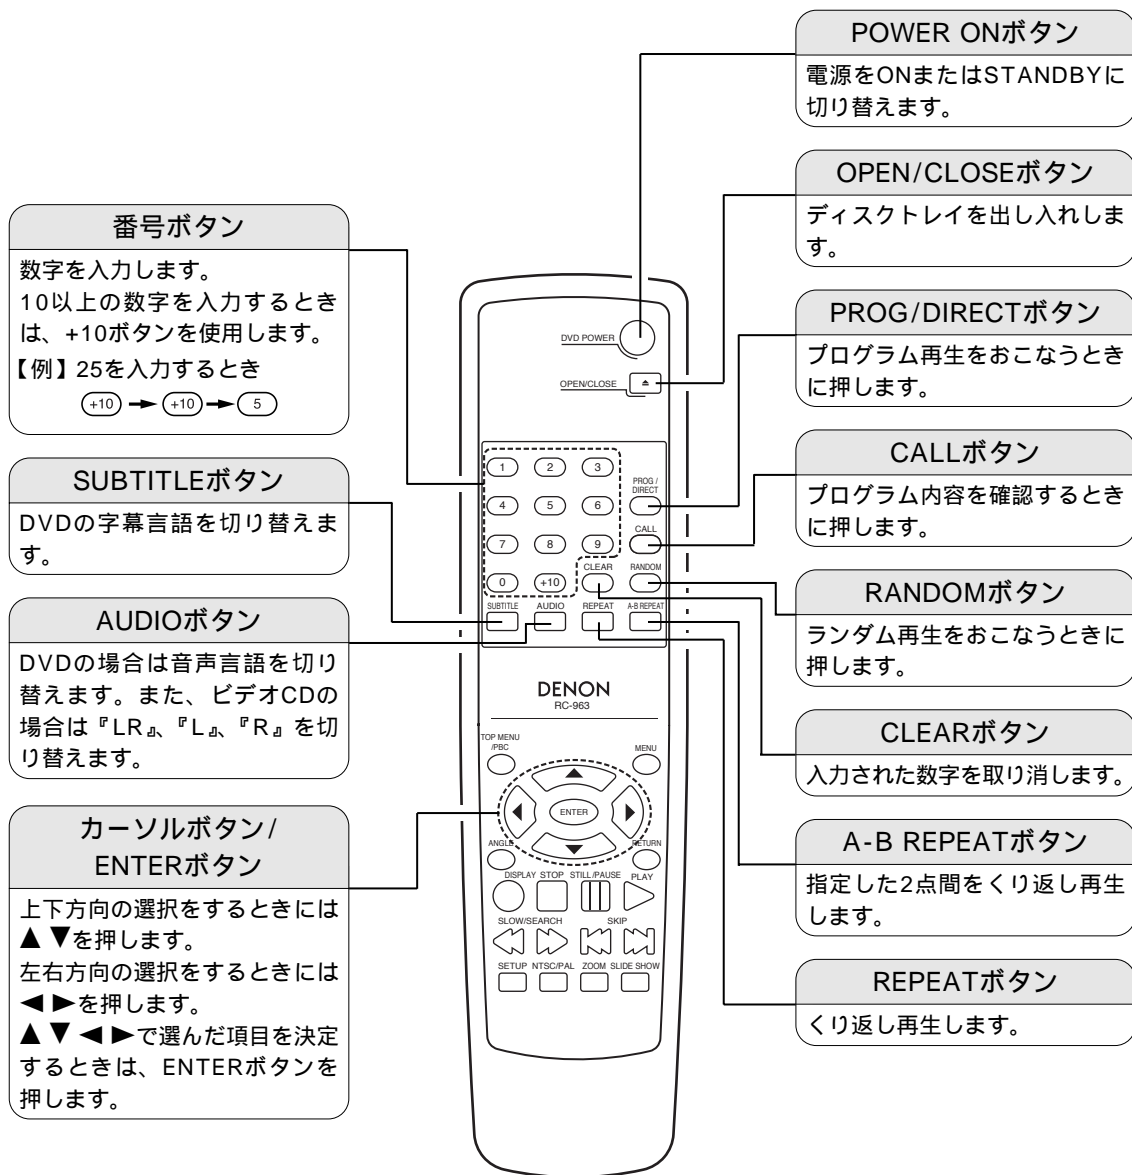 POWER ONボタン
電源をONまたはSTANDBYに
切り替えます。
OPEN/CLOSEボタン
ディスクトレイを出し入れしま
す。
PROG/DIRECTボタン
プログラム再生をおこなうとき
に押します。
CALLボタン
プログラム内容を確認するとき
に押します。
RANDOMボタン
ランダム再生をおこなうときに
押します。
CLEARボタン
入力された数字を取り消します。
A-B REPEATボタン
指定した2点間をくり返し再生
します。
REPEATボタン
くり返し再生します。
番号ボタン
数字を入力します。
10以上の数字を入力するとき
は、+10ボタンを使用します。
【例】25を入力するとき
+10 → +10 → 5
SUBTITLEボタン
DVDの字幕言語を切り替えま
す。
AUDIOボタン
DVDの場合は音声言語を切り
替えます。また、ビデオCDの
場合は『LR』、『L』、『R』を切
り替えます。
カーソルボタン/
ENTERボタン
上下方向の選択をするときには
▲▼を押します。
左右方向の選択をするときには
◀▶を押します。
▲▼◀▶で選んだ項目を決定
するときは、ENTERボタンを
押します。
DVD POWER
OPEN/CLOSE
1 2 3
PROG /
DIRECT
4 5 6
CALL
7 8 9
CLEAR RANDOM
0 +10
SUBTITLE AUDIO REPEAT A-B REPEAT
DENON
RC-963
TOP MENU
/PBC
MENU
ENTER
ANGLE RETURN
DISPLAY STOP STILL/PAUSE PLAY
SLOW/SEARCH SKIP
SETUP NTSC/PAL ZOOM SLIDE SHOW